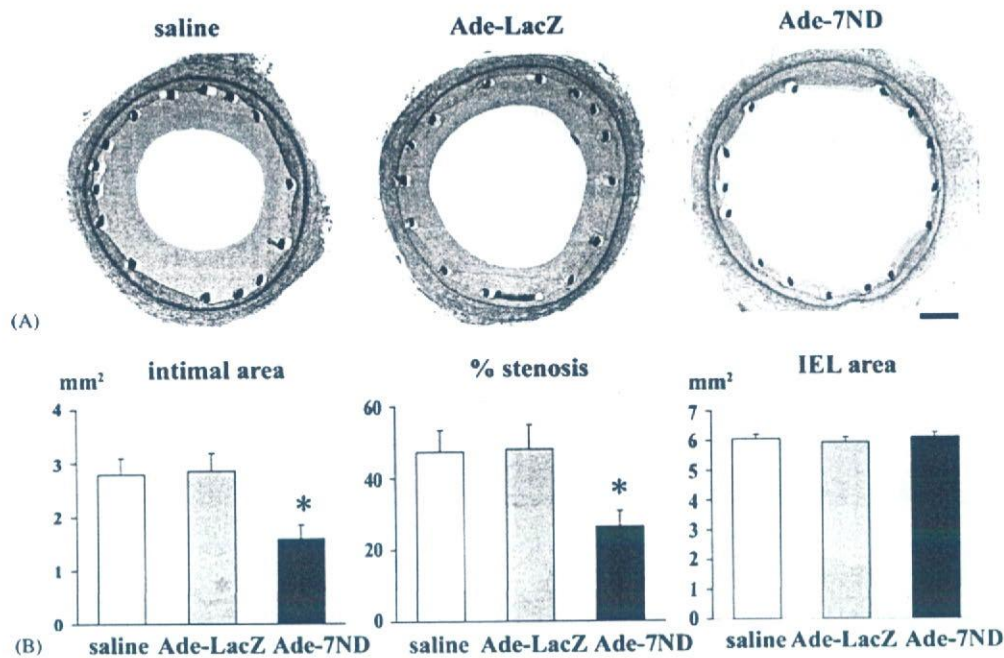 saline Ade-LacZ Ade-7ND
(A)
mm² intimal area
4
3
2
1
0
*
saline Ade-LacZ Ade-7ND
% stenosis
60
40
20
0
*
saline Ade-LacZ Ade-7ND
mm² IEL area
7
6
5
4
3
2
1
0
saline Ade-LacZ Ade-7ND
(B)